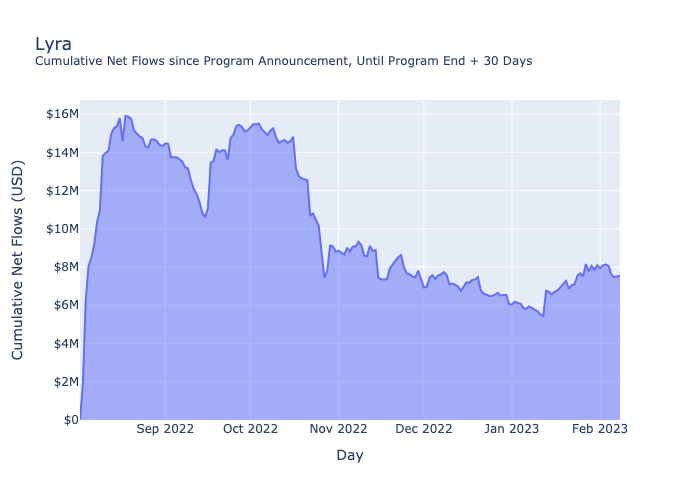 Lyra
Cumulative Net Flows since Program Announcement, Until Program End + 30 Days
Cumulative Net Flows (USD)
$16M
$14M
$12M
$10M
$8M
$6M
$4M
$2M
$0
Sep 2022
Oct 2022
Nov 2022
Dec 2022
Jan 2023
Feb 2023
Day